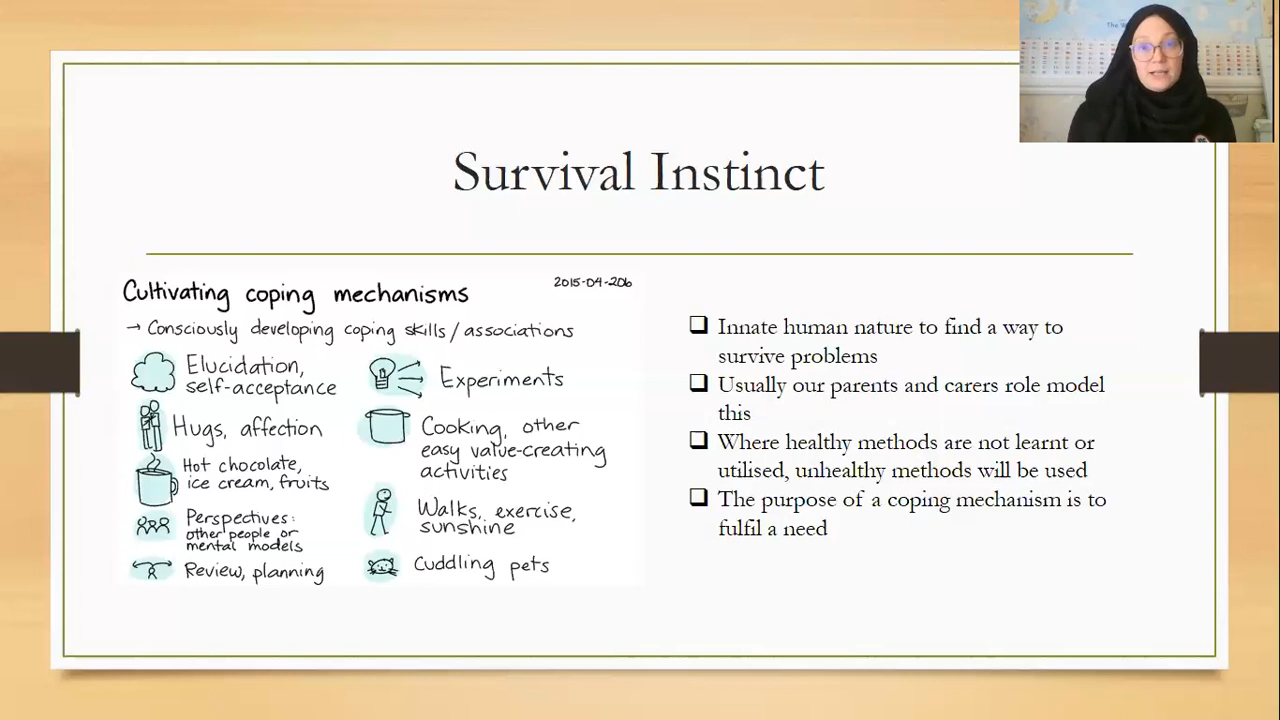 Survival Instinct
Cultivating coping mechanisms
2015-04-20b
→ Consciously developing coping skills/associations
Elucidation,
self-acceptance
Hugs, affection
Hot chocolate,
ice cream, fruits
Perspectives:
other people or
mental models
Review, planning
Experiments
Cooking, other
easy value-creating
activities
Walks, exercise,
sunshine
Cuddling pets
Innate human nature to find a way to
survive problems
Usually our parents and carers role model
this
Where healthy methods are not learnt or
utilised, unhealthy methods will be used
The purpose of a coping mechanism is to
fulfil a need